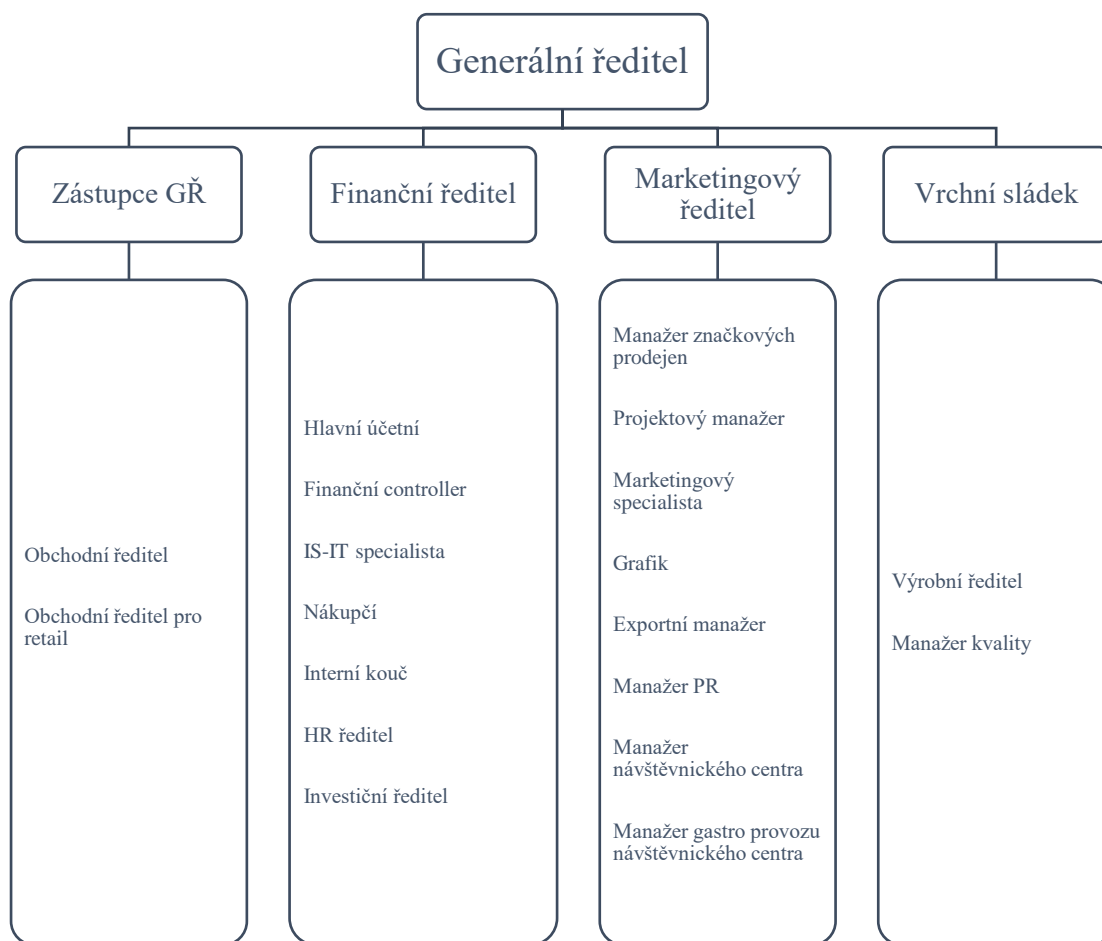 Generální ředitel
Zástupce GŘ
Finanční ředitel
Marketingový
ředitel
Vrchní sládek
Obchodní ředitel
Obchodní ředitel pro
retail
Hlavní účetní
Finanční controller
IS-IT specialista
Nákupčí
Interní kouč
HR ředitel
Investiční ředitel
Manažer značkových
prodejen
Projektový manažer
Marketingový
specialista
Grafik
Exportní manažer
Manažer PR
Manažer
návštěvnického centra
Manažer gastro provozu
návštěvnického centra
Výrobní ředitel
Manažer kvality